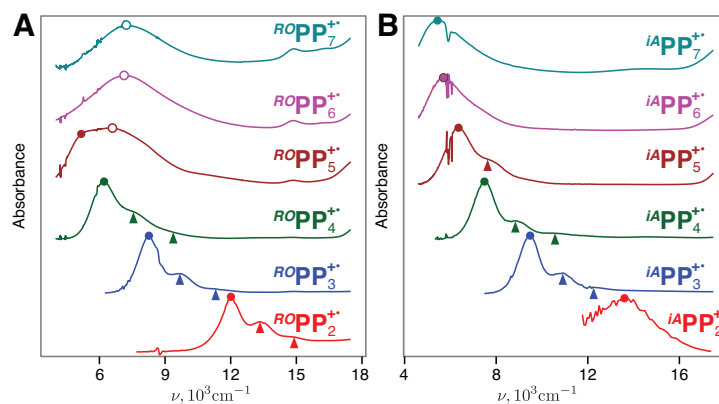 A
B
ROPP7+•
ROPP6+•
ROPP5+•
ROPP4+•
ROPP3+•
ROPP2+•
iAPP7+•
iAPP6+•
iAPP5+•
iAPP4+•
iAPP3+•
iAPP2+
Absorbance
Absorbance
6 9 12 15 18
4 8 12 16
ν, 10³cm⁻¹
ν, 10³cm⁻¹